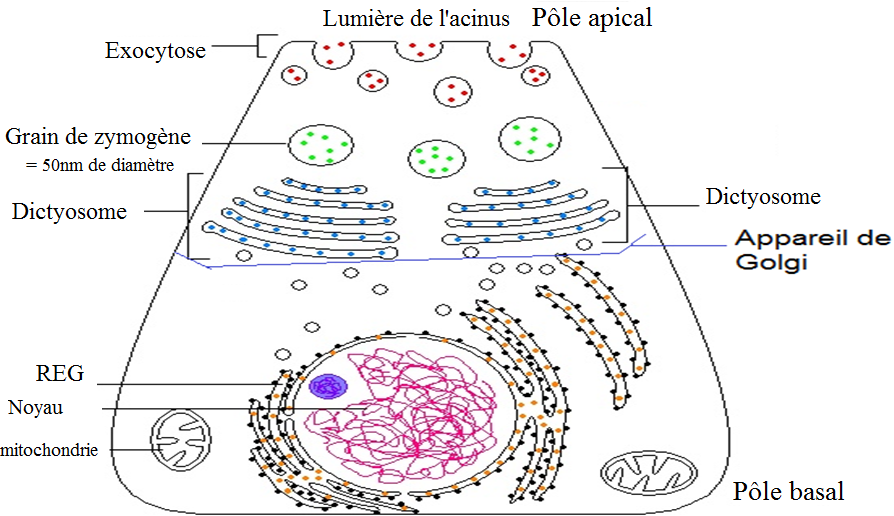 Lumière de l'acinus
Pôle apical
Exocytose
Grain de zymogène
= 50nm de diamètre
Dictyosome
Dictyosome
Appareil de
Golgi
REG
Noyau
mitochondrie
Pôle basal